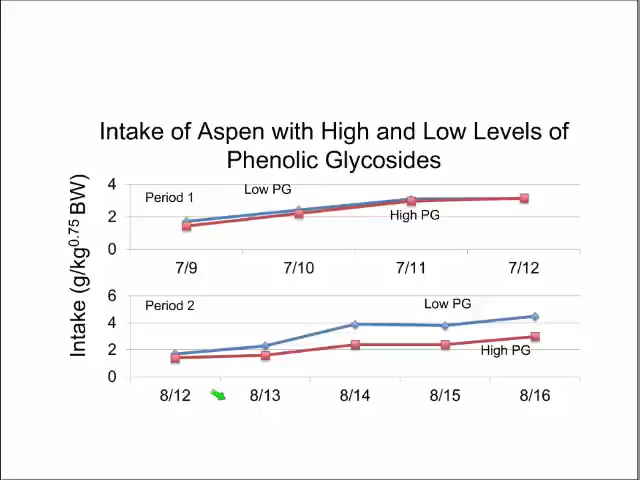 Intake of Aspen with High and Low Levels of
Phenolic Glycosides
Intake (g/kg0.75 BW)
4
2
0
Period 1
Low PG
High PG
7/9
7/10
7/11
7/12
6
4
2
0
Period 2
Low PG
High PG
8/12
8/13
8/14
8/15
8/16